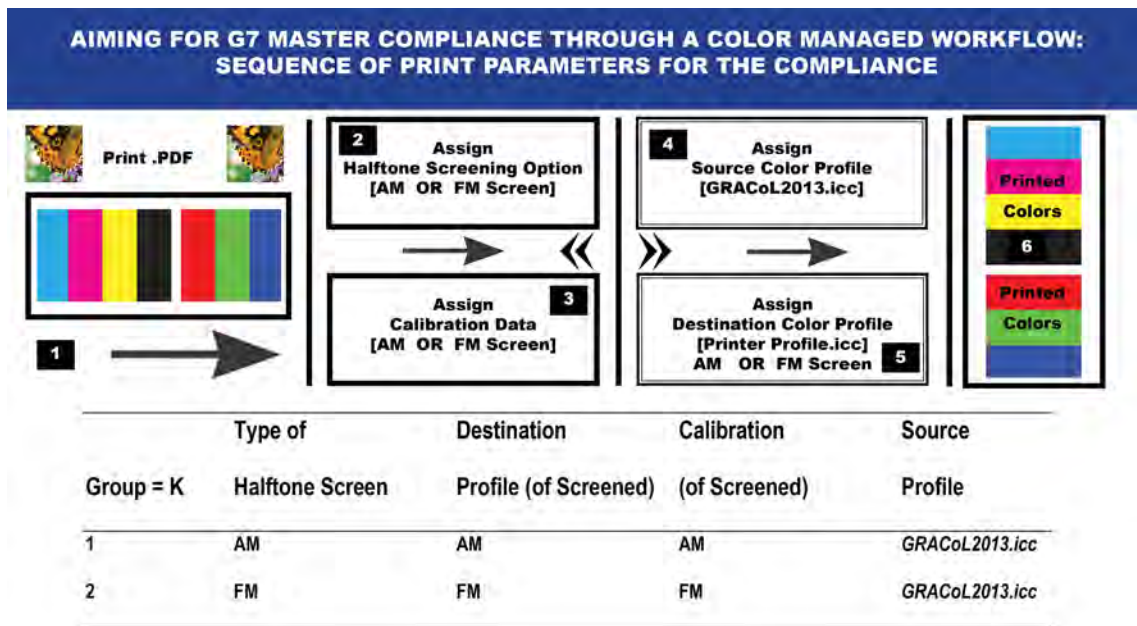 AIMING FOR G7 MASTER COMPLIANCE THROUGH A COLOR MANAGED WORKFLOW:
SEQUENCE OF PRINT PARAMETERS FOR THE COMPLIANCE
Print .PDF
1
2
Assign
Halftone Screening Option
[AM OR FM Screen]
3
Assign
Calibration Data
[AM OR FM Screen]
4
Assign
Source Color Profile
[GRACoL2013.icc]
Assign
Destination Color Profile
[Printer Profile.icc]
AM OR FM Screen
5
Printed
Colors
6
Printed
Colors
Type of Destination Calibration Source
Group = K Halftone Screen Profile (of Screened) (of Screened) Profile
1 AM AM AM GRACoL2013.icc
2 FM FM FM GRACoL2013.icc